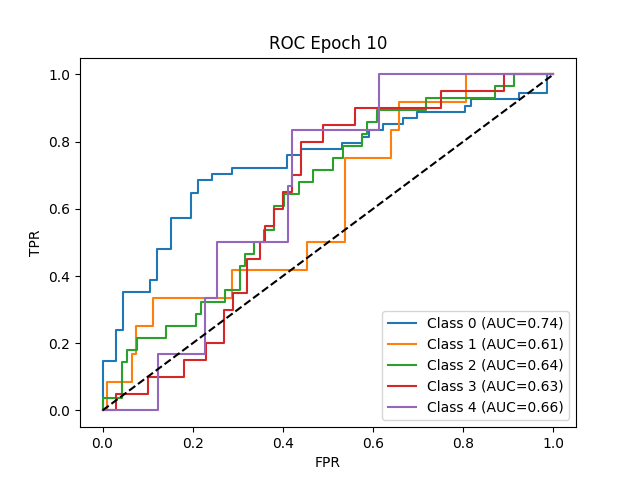 ROC Epoch 10
TPR
1.0
0.8
0.6
0.4
0.2
0.0
Class 0 (AUC=0.74)
Class 1 (AUC=0.61)
Class 2 (AUC=0.64)
Class 3 (AUC=0.63)
Class 4 (AUC=0.66)
0.0 0.2 0.4 0.6 0.8 1.0
FPR